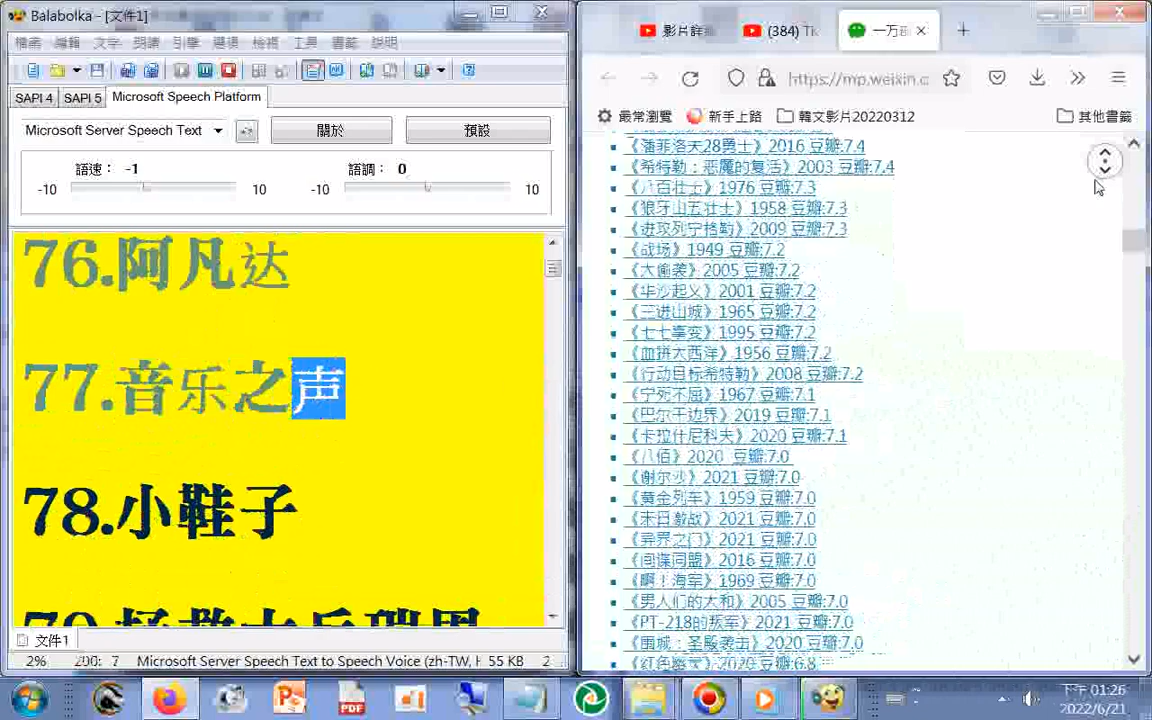 Balabolka - [文件1]
檔案 編輯 文字 朗讀 引擎 選項 檢視 工具 書籤 說明
SAPI 4 SAPI 5 Microsoft Speech Platform
Microsoft Server Speech Text 關於 預設
語速： -1 語調： 0
-10 10 -10 10
76.阿凡达
77.音乐之声
78.小鞋子
79.拯救大兵瑞恩
文件1
2% Microsoft Server Speech Text to Speech Voice (zh-TW, H 55 KB 2
影片詳 (384) Tik 一万部
https://mp.weixin.c
最常瀏覽 新手上路 韓文影片20220312 其他書籤
《潘菲洛夫28勇士》2016 豆瓣:7.4
《希特勒：恶魔的复活》2003 豆瓣:7.4
《八百壮士》1976 豆瓣:7.3
《狼牙山五壮士》1958 豆瓣:7.3
《进攻列宁格勒》2009 豆瓣:7.3
《战场》1949 豆瓣:7.2
《大偷袭》2005 豆瓣:7.2
《华沙起义》2001 豆瓣:7.2
《三进山城》1965 豆瓣:7.2
《七七事变》1995 豆瓣:7.2
《血拼大西洋》1956 豆瓣:7.2
《行动目标希特勒》2008 豆瓣:7.2
《宁死不屈》1967 豆瓣:7.1
《巴尔干边界》2019 豆瓣:7.1
《卡拉什尼科夫》2020 豆瓣:7.1
《八佰》2020 豆瓣:7.0
《谢尔沙》2021 豆瓣:7.0
《黄金列车》1959 豆瓣:7.0
《末日激战》2021 豆瓣:7.0
《异界之门》2021 豆瓣:7.0
《间谍同盟》2016 豆瓣:7.0
《啊！海军》1969 豆瓣:7.0
《男人们的大和》2005 豆瓣:7.0
《PT-218的叛军》2021 豆瓣:7.0
《围城：圣殿袭击》2020 豆瓣:7.0
《红色幽灵》2020 豆瓣:6.8
下午 01:26
2022/6/21